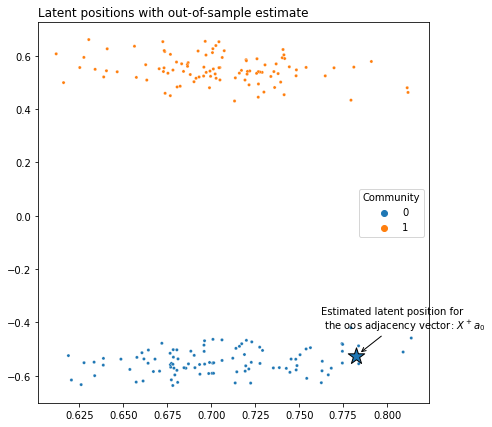 Latent positions with out-of-sample estimate
0.6
0.4
0.2
0.0
−0.2
−0.4
−0.6
Community
0
1
Estimated latent position for
the oos adjacency vector: X⁺a₀
0.625 0.650 0.675 0.700 0.725 0.750 0.775 0.800